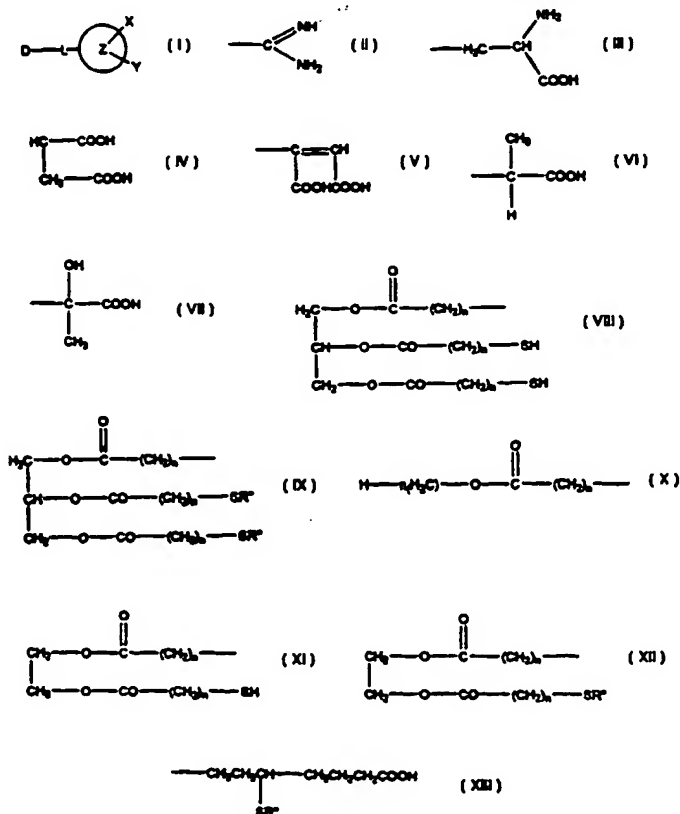 D—L— Z X Y ( I )
—C NH NH₂ ( II )
—H₂C—CH NH₂ COOH ( III )
HC—COOH CH₂—COOH ( IV )
—C=CH COOH COOH ( V )
CH₃ —C—COOH H ( VI )
OH —C—COOH CH₃ ( VII )
O
H₂C—O—C—(CH₂)n—
CH—O—CO—(CH₂)n—SH ( VIII )
CH₂—O—CO—(CH₂)n—SH
O
H₂C—O—C—(CH₂)n—
CH—O—CO—(CH₂)n—SR" ( IX )
CH₂—O—CO—(CH₂)n—SR"
O
H—n(H₂C)—O—C—(CH₂)n— ( X )
O
CH₂—O—C—(CH₂)n— ( XI )
CH₂—O—CO—(CH₂)n—SH
O
CH₂—O—C—(CH₂)n— ( XII )
CH₂—O—CO—(CH₂)n—SR"
—CH₂CH₂CH—CH₂CH₂CH₂CH₂COOH ( XIII )
SR"